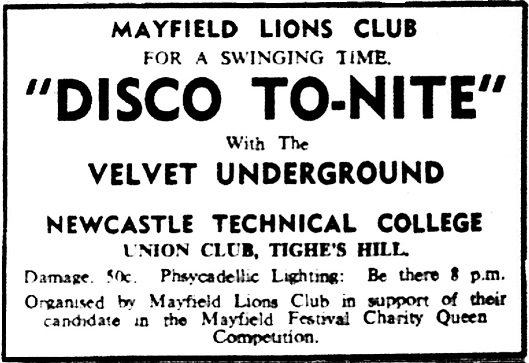 MAYFIELD LIONS CLUB
FOR A SWINGING TIME.
"DISCO TO-NITE"
With The
VELVET UNDERGROUND
NEWCASTLE TECHNICAL COLLEGE
UNION CLUB, TIGHE'S HILL.
Damage. 50c. Phsycadellic Lighting: Be there 8 p.m.
Organised by Mayfield Lions Club in support of their
candidate in the Mayfield Festival Charity Queen
Competution.